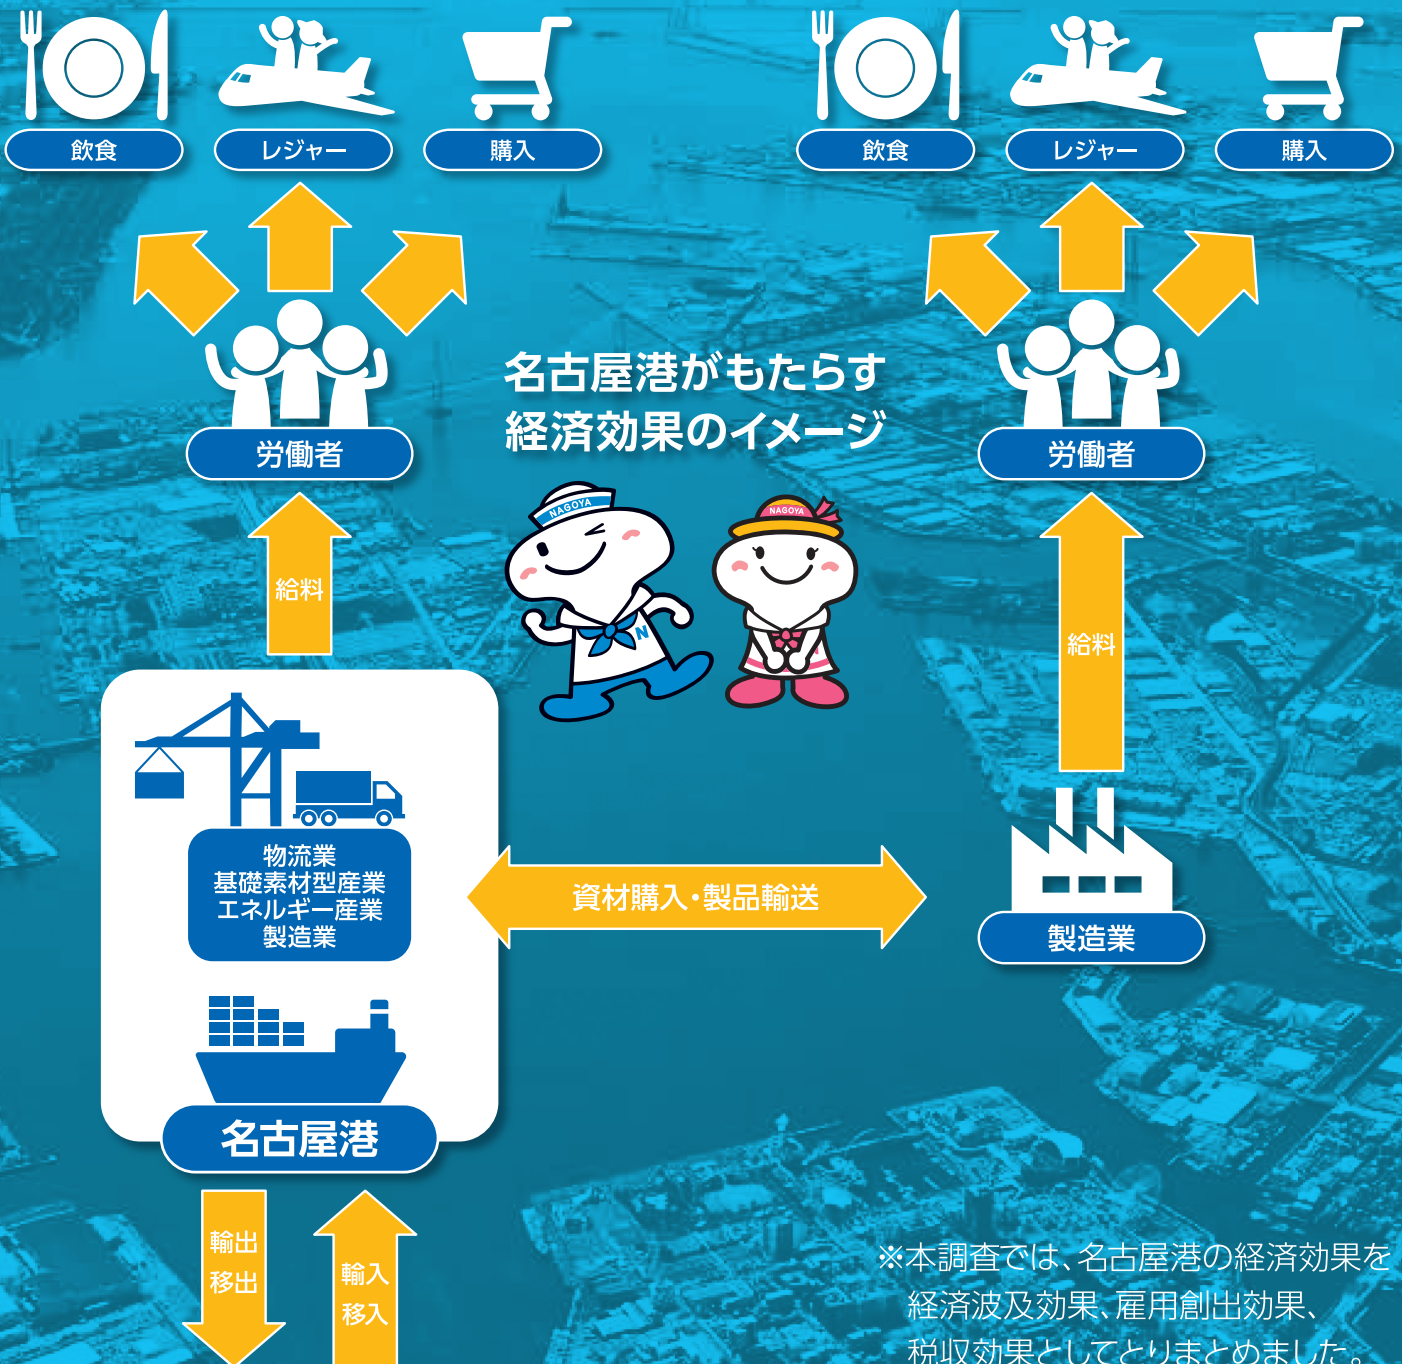 飲食
レジャー
購入
飲食
レジャー
購入
労働者
労働者
名古屋港がもたらす
経済効果のイメージ
NAGOYA
NAGOYA
N
給料
給料
物流業
基礎素材型産業
エネルギー産業
製造業
資材購入・製品輸送
製造業
名古屋港
輸出
移出
輸入
移入
※本調査では、名古屋港の経済効果を
経済波及効果、雇用創出効果、
税収効果としてとりまとめました。